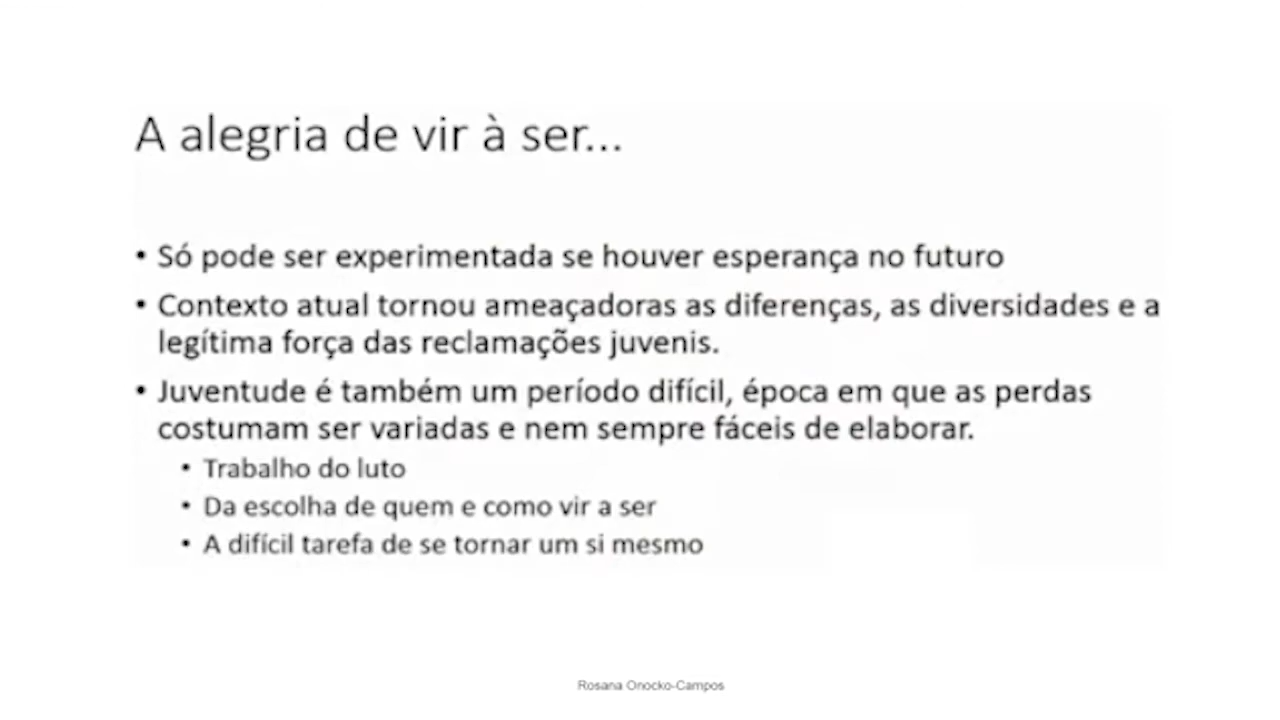 A alegria de vir à ser...
• Só pode ser experimentada se houver esperança no futuro
• Contexto atual tornou ameaçadoras as diferenças, as diversidades e a
legítima força das reclamações juvenis.
• Juventude é também um período difícil, época em que as perdas
costumam ser variadas e nem sempre fáceis de elaborar.
• Trabalho do luto
• Da escolha de quem e como vir a ser
• A difícil tarefa de se tornar um si mesmo
Rosana Onocko-Campos